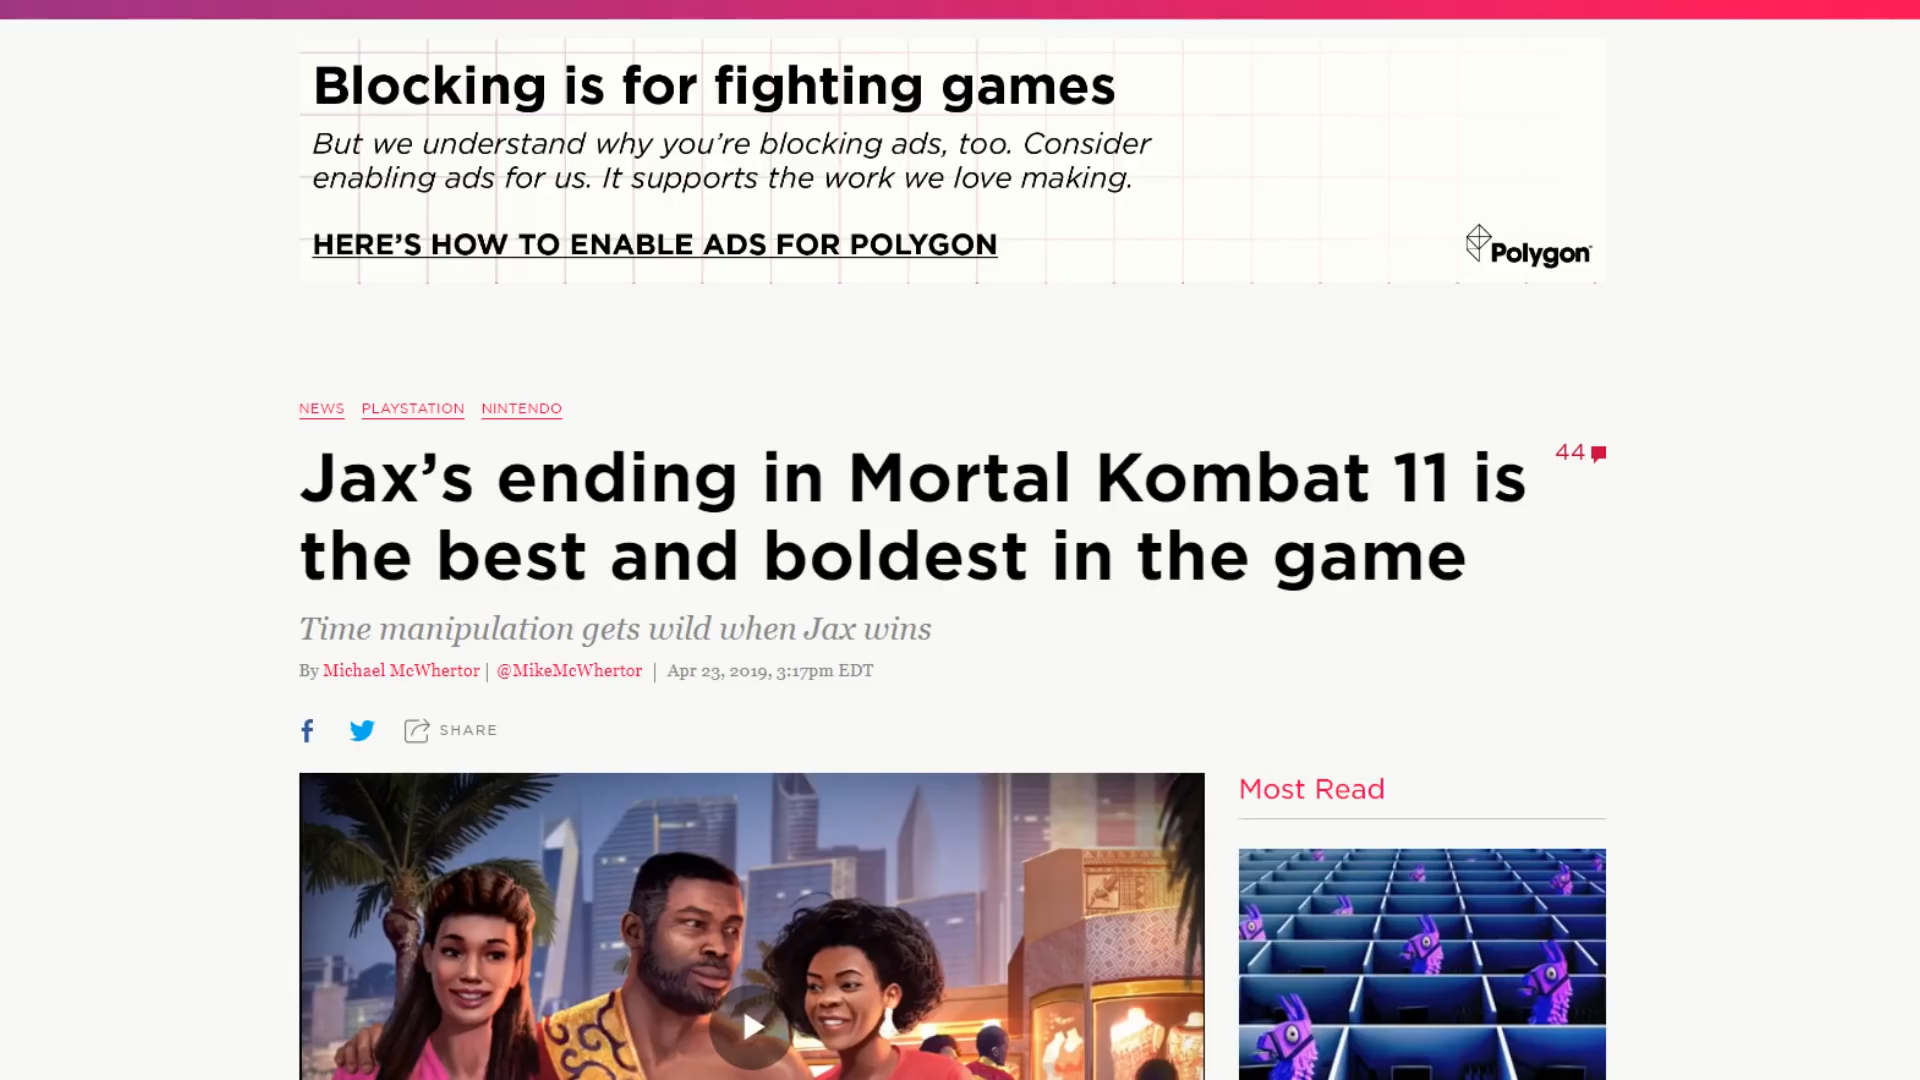 Blocking is for fighting games
But we understand why you’re blocking ads, too. Consider
enabling ads for us. It supports the work we love making.
HERE’S HOW TO ENABLE ADS FOR POLYGON
Polygon
NEWS PLAYSTATION NINTENDO
Jax’s ending in Mortal Kombat 11 is
the best and boldest in the game
44
Time manipulation gets wild when Jax wins
By Michael McWhertor | @MikeMcWhertor | Apr 23, 2019, 3:17pm EDT
SHARE
Most Read